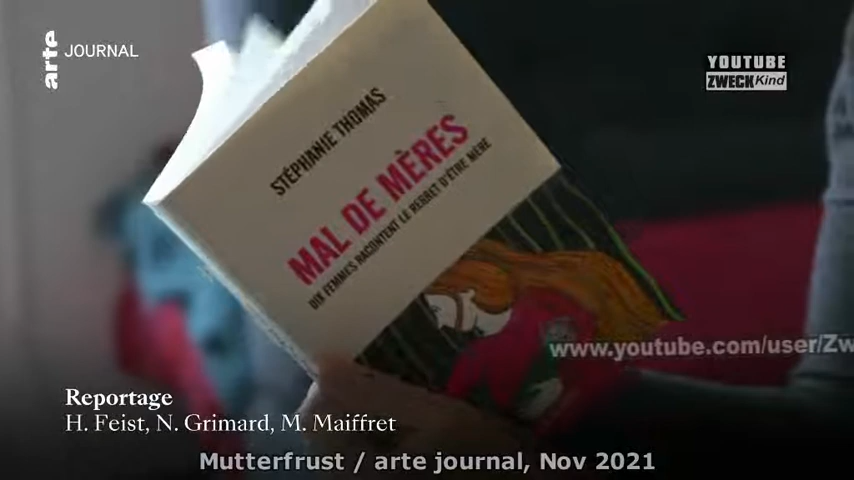 arte JOURNAL
YOUTUBE
ZWECKKind
STÉPHANIE THOMAS
MAL DE MÈRES
DIX FEMMES RACONTENT LE REGRET D'ÊTRE MÈRE
www.youtube.com/user/Zw
Reportage
H. Feist, N. Grimard, M. Maiffret
Mutterfrust / arte journal, Nov 2021